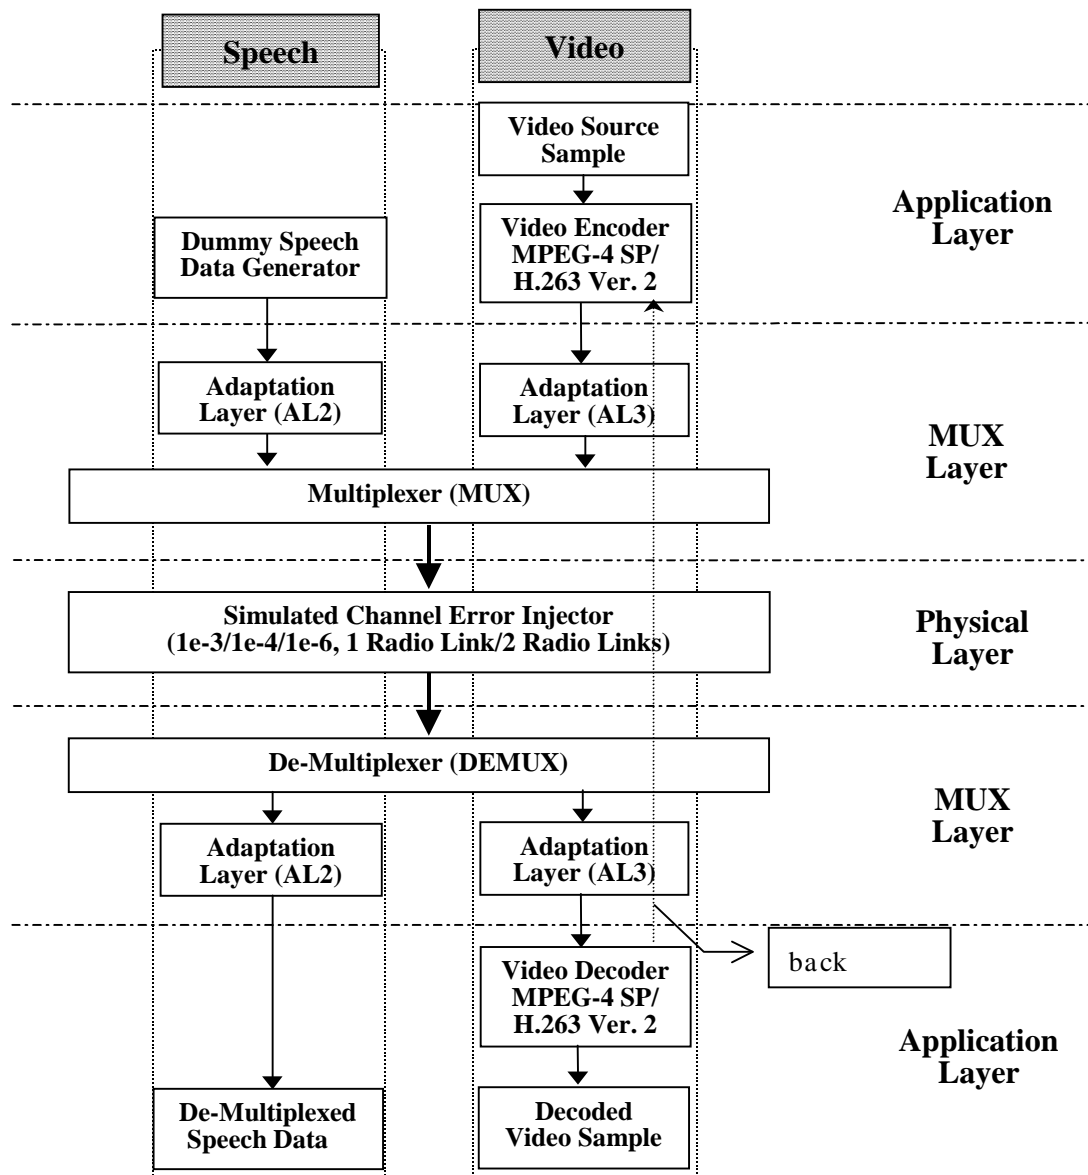 Speech
Video
Video Source
Sample
Application
Layer
Dummy Speech
Data Generator
Video Encoder
MPEG-4 SP/
H.263 Ver. 2
Adaptation
Layer (AL2)
Adaptation
Layer (AL3)
MUX
Layer
Multiplexer (MUX)
Simulated Channel Error Injector
(1e-3/1e-4/1e-6, 1 Radio Link/2 Radio Links)
Physical
Layer
De-Multiplexer (DEMUX)
MUX
Layer
Adaptation
Layer (AL2)
Adaptation
Layer (AL3)
back
Video Decoder
MPEG-4 SP/
H.263 Ver. 2
Application
Layer
De-Multiplexed
Speech Data
Decoded
Video Sample